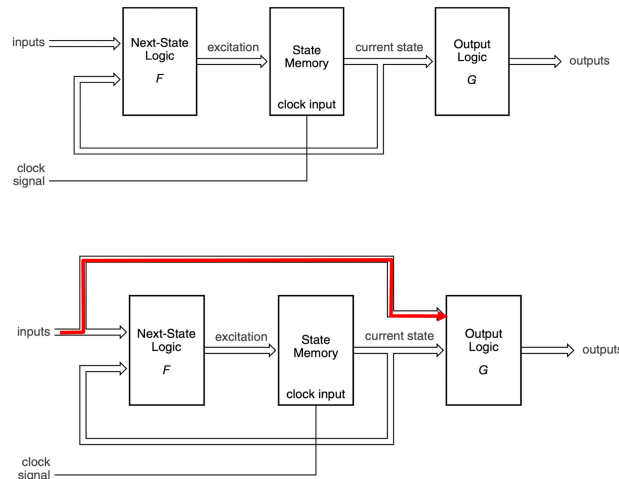 inputs
Next-State
Logic
F
excitation
State
Memory
clock input
current state
Output
Logic
G
outputs
clock
signal
inputs
Next-State
Logic
F
excitation
State
Memory
clock input
current state
Output
Logic
G
outputs
clock
signal